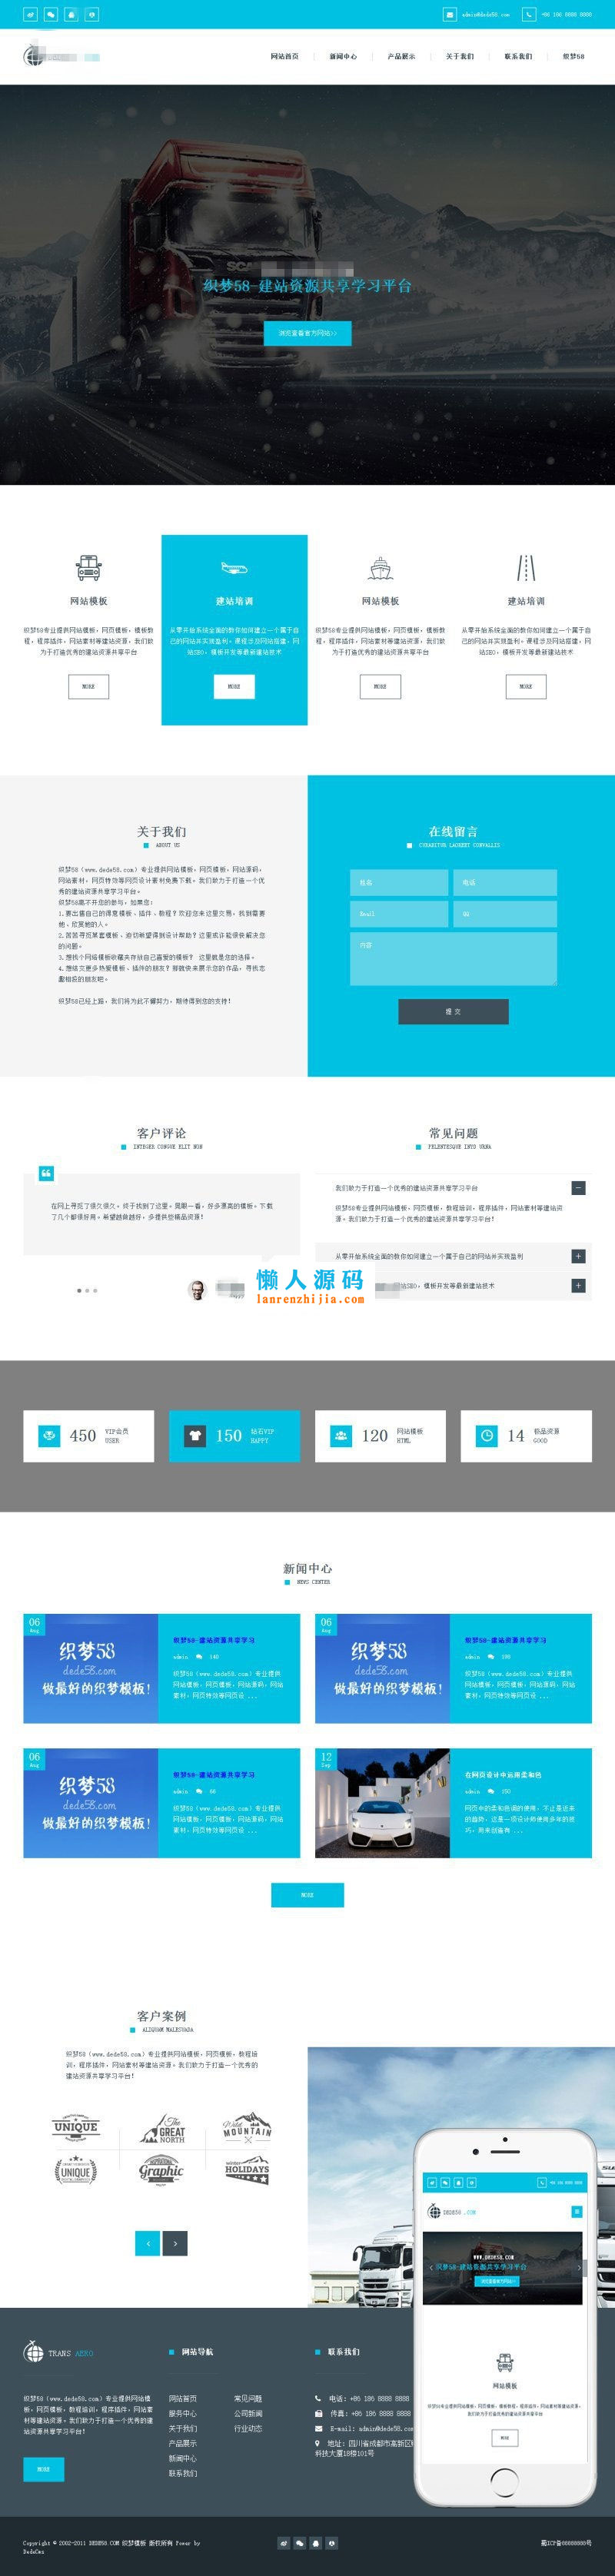 admin@dede58.com
+86 186 8888 8888
网站首页
新闻中心
产品展示
关于我们
联系我们
织梦58
织梦58-建站资源共享学习平台
浏览查看官方网站>>
网站模板
织梦58专业提供网站模板，网页模板，模板教程，程序插件，网站素材等建站资源，我们致力于打造优秀的建站资源共享平台
MORE
建站培训
从零开始系统全面的教你如何建立一个属于自己的网站并实现盈利。课程涉及网站搭建，网站SEO，模板开发等最新建站技术
MORE
网站模板
织梦58专业提供网站模板，网页模板，模板教程，程序插件，网站素材等建站资源，我们致力于打造优秀的建站资源共享平台
MORE
建站培训
从零开始系统全面的教你如何建立一个属于自己的网站并实现盈利。课程涉及网站搭建，网站SEO，模板开发等最新建站技术
MORE
关于我们
ABOUT US
织梦58（www.dede58.com）专业提供网站模板，网页模板，网站源码，网站素材，网页特效等网页设计素材免费下载。我们致力于打造一个优秀的建站资源共享学习平台。
织梦58离不开您的参与，如果您：
1.要出售自己的得意模板、插件、教程？欢迎您来这里交易，找到需要她、欣赏她的人。
2.苦苦寻觅某套模板、迫切希望得到设计帮助？这里或许能很快解决您的问题。
3.想找个网络模板收藏夹存放自己喜爱的模板？ 这里就是您的选择。
4.想结交更多热爱模板、插件的朋友？那就快来展示您的作品，寻找志趣相投的朋友吧。
织梦58已经上路，我们将为此不懈努力，期待得到您的支持！
在线留言
CURABITUR LAOREET CONVALLIS
姓名
电话
Email
QQ
内容
提 交
客户评论
INTEGER CONGUE ELIT NON
在网上寻觅了很久很久。终于找到了这里。晃眼一看，好多漂亮的模板。下载了几个都很好用。希望越做越好，多提供些精品资源！
常见问题
PELENTESQUE INYD URNA
我们致力于打造一个优秀的建站资源共享学习平台
织梦58专业提供网站模板，网页模板，教程培训，程序插件，网站素材等建站资源。我们致力于打造一个优秀的建站资源共享学习平台！
从零开始系统全面的教你如何建立一个属于自己的网站并实现盈利
站SEO，模板开发等最新建站技术
懒人源码
lanrenzhijia.com
450
VIP会员
USER
150
钻石VIP
HAPPY
120
网站模板
HTML
14
极品资源
GOOD
新闻中心
NEWS CENTER
06
Aug
织梦58
dede58.com
做最好的织梦模板！
织梦58-建站资源共享学习
admin
148
织梦58（www.dede58.com）专业提供网站模板，网页模板，网站源码，网站素材，网页特效等网页设 ...
06
Aug
织梦58
dede58.com
做最好的织梦模板！
织梦58-建站资源共享学习
admin
织梦58（www.dede58.com）专业提供网站模板，网页模板，网站源码，网站素材，网页特效等网页设 ...
06
Aug
织梦58
dede58.com
做最好的织梦模板！
织梦58-建站资源共享学习
admin
织梦58（www.dede58.com）专业提供网站模板，网页模板，网站源码，网站素材，网页特效等网页设 ...
12
Sep
在网页设计中运用柔和色
admin
150
网页中的柔和色调的使用，不止是近来的趋势，这是一项设计师使用多年的技巧，用来创造有 ...
MORE
客户案例
ALIQUAM MALESUADA
织梦58（www.dede58.com）专业提供网站模板，网页模板，教程培训，程序插件，网站素材等建站资源。我们致力于打造一个优秀的建站资源共享学习平台！
UNIQUE
The
GREAT
NORTH
Wild
MOUNTAIN
UNIQUE
Graphic
HOLIDAYS
DEDE58.COM
+86 186 8888 8888
WWW.DEDE58.COM
织梦58-建站资源共享学习平台
浏览查看官方网站>>
网站模板
织梦58专业提供网站模板，网页模板，模板教程，程序插件，网站素材等建站资源，我们致力于打造优秀的建站资源共享平台
MORE
TRANS AERO
织梦58（www.dede58.com）专业提供网站模板，网页模板，教程培训，程序插件，网站素材等建站资源。我们致力于打造一个优秀的建站资源共享学习平台！
MORE
网站导航
网站首页
常见问题
服务中心
公司新闻
关于我们
行业动态
产品展示
新闻中心
联系我们
联系我们
电话：+86 186 8888 8888
传真：+86 186 8888 8888
E-mail: admin@dede58.com
地址：四川省成都市高新区
科技大厦18楼101号
Copyright © 2002-2011 DEDE58.COM 织梦模板 版权所有 Power by DedeCms
蜀ICP备08888888号